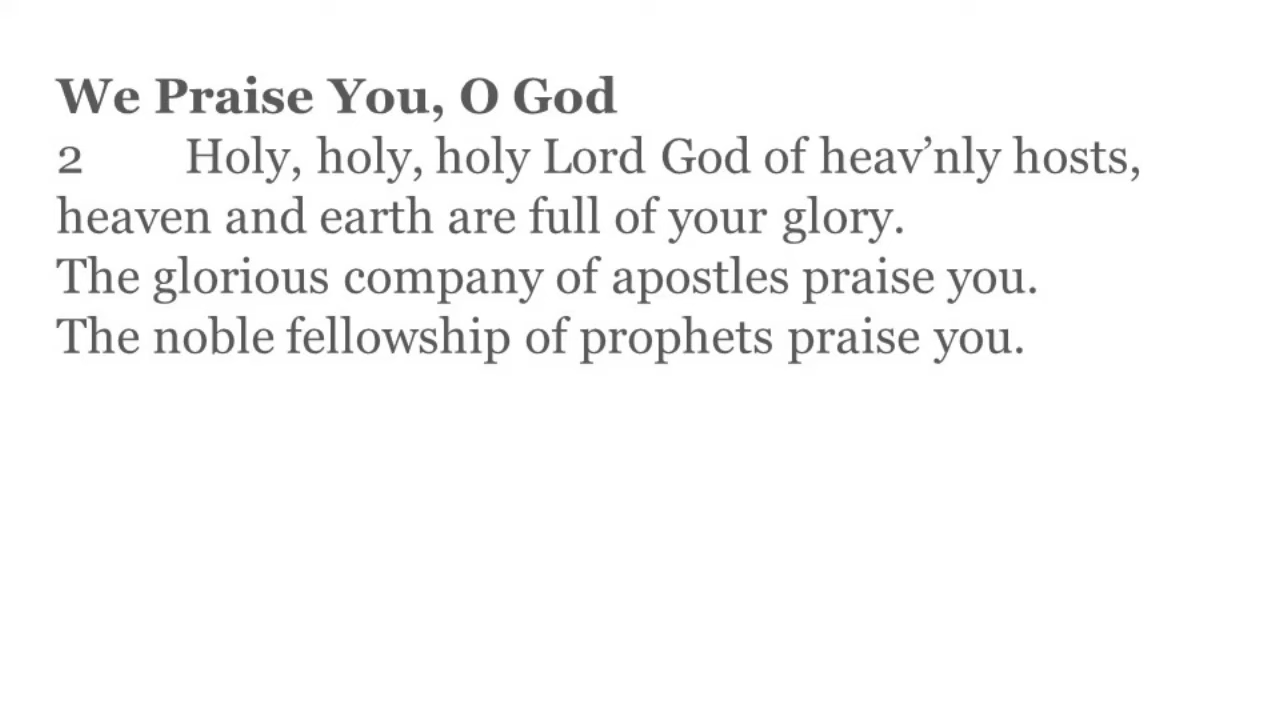 We Praise You, O God
2 Holy, holy, holy Lord God of heav’nly hosts,
heaven and earth are full of your glory.
The glorious company of apostles praise you.
The noble fellowship of prophets praise you.